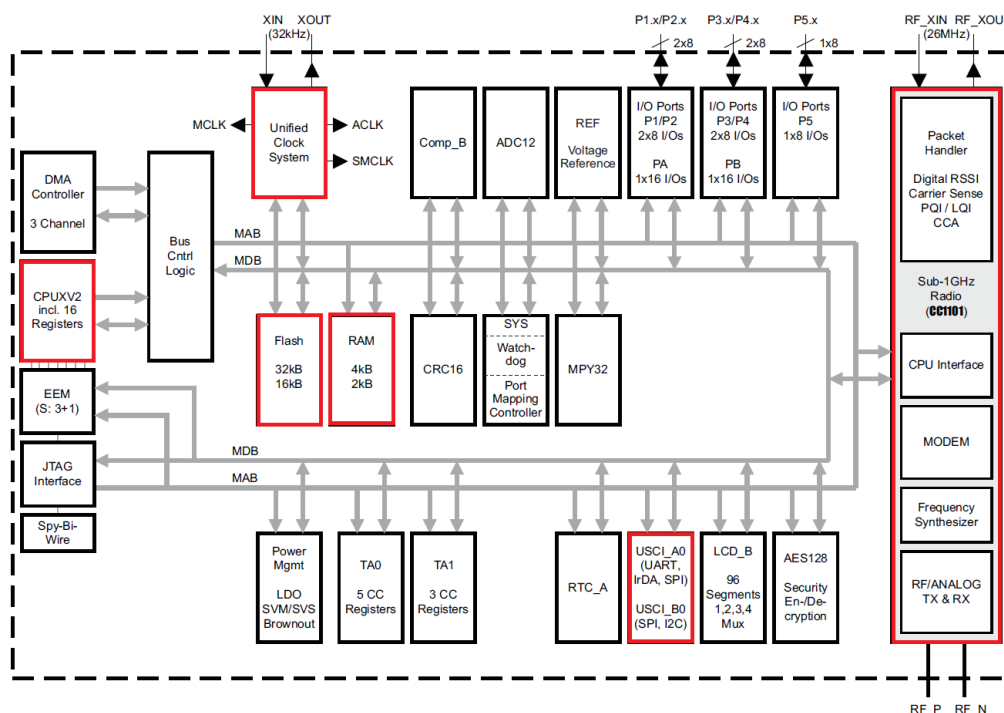 XIN XOUT
(32kHz)
P1.x/P2.x
2x8
P3.x/P4.x
2x8
P5.x
1x8
RF_XIN RF_XOU
(26MHz)
MCLK
Unified
Clock
System
ACLK
SMCLK
Comp_B
ADC12
REF
Voltage
Reference
I/O Ports
P1/P2
2x8 I/Os
PA
1x16 I/Os
I/O Ports
P3/P4
2x8 I/Os
PB
1x16 I/Os
I/O Ports
P5
1x8 I/Os
Packet
Handler
Digital RSSI
Carrier Sense
PQI / LQI
CCA
DMA
Controller
3 Channel
Bus
Cntrl
Logic
MAB
MDB
CPUXV2
incl. 16
Registers
Sub-1GHz
Radio
(CC1101)
Flash
32kB
16kB
RAM
4kB
2kB
CRC16
SYS
Watch-
dog
Port
Mapping
Controller
MPY32
CPU Interface
EEM
(S: 3+1)
JTAG
Interface
Spy-Bi-
Wire
MDB
MAB
MODEM
Frequency
Synthesizer
RF/ANALOG
TX & RX
Power
Mgmt
LDO
SVM/SVS
Brownout
TA0
5 CC
Registers
TA1
3 CC
Registers
RTC_A
USCI_A0
(UART,
IrDA, SPI)
USCI_B0
(SPI, I2C)
LCD_B
96
Segments
1,2,3,4
Mux
AES128
Security
En-/De-
cryption
RF_P RF_N